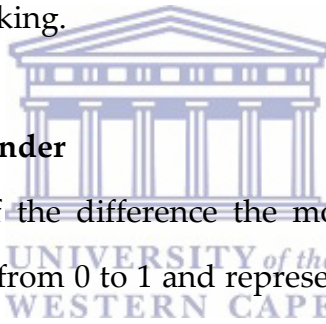 king.
nder
f the difference the mo
UNIVERSITY of the
from 0 to 1 and represe
WESTERN CAPE